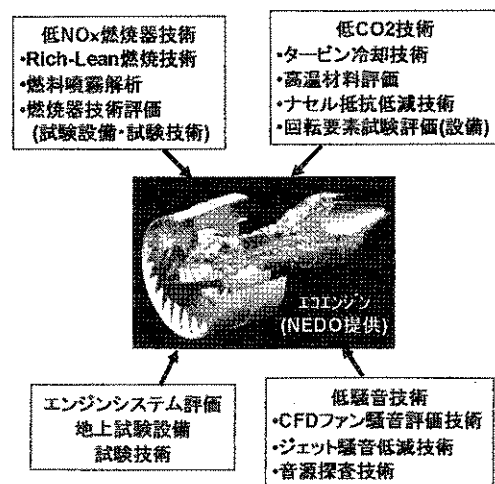 低NOx燃焼器技術
•Rich-Lean燃焼技術
•燃料噴霧解析
•燃焼器技術評価
(試験設備・試験技術)
低CO2技術
•タービン冷却技術
•高温材料評価
•ナセル抵抗低減技術
•回転要素試験評価(設備)
エコエンジン
(NEDO提供)
エンジンシステム評価
地上試験設備
試験技術
低騒音技術
•CFDファン騒音評価技術
•ジェット騒音低減技術
•音源探査技術